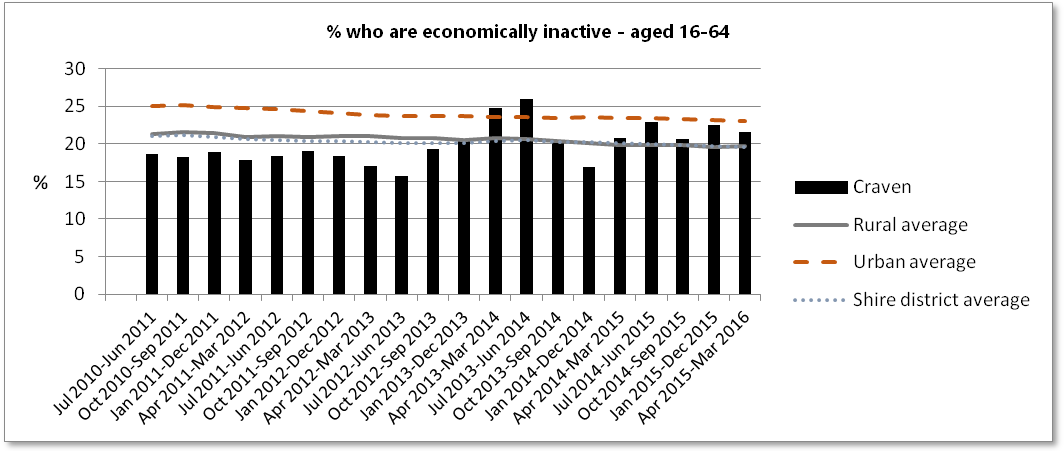 % who are economically inactive - aged 16-64
30
25
20
15
10
5
0
%
Jul 2010-Jun 2011
Oct 2010-Sep 2011
Jan 2011-Dec 2011
Apr 2011-Mar 2012
Jul 2011-Jun 2012
Oct 2011-Sep 2012
Jan 2012-Dec 2012
Apr 2012-Mar 2013
Jul 2012-Jun 2013
Oct 2012-Sep 2013
Jan 2013-Dec 2013
Apr 2013-Mar 2014
Jul 2013-Jun 2014
Oct 2013-Sep 2014
Jan 2014-Dec 2014
Apr 2014-Mar 2015
Jul 2014-Jun 2015
Oct 2014-Sep 2015
Jan 2015-Dec 2015
Apr 2015-Mar 2016
Craven
Rural average
Urban average
Shire district average